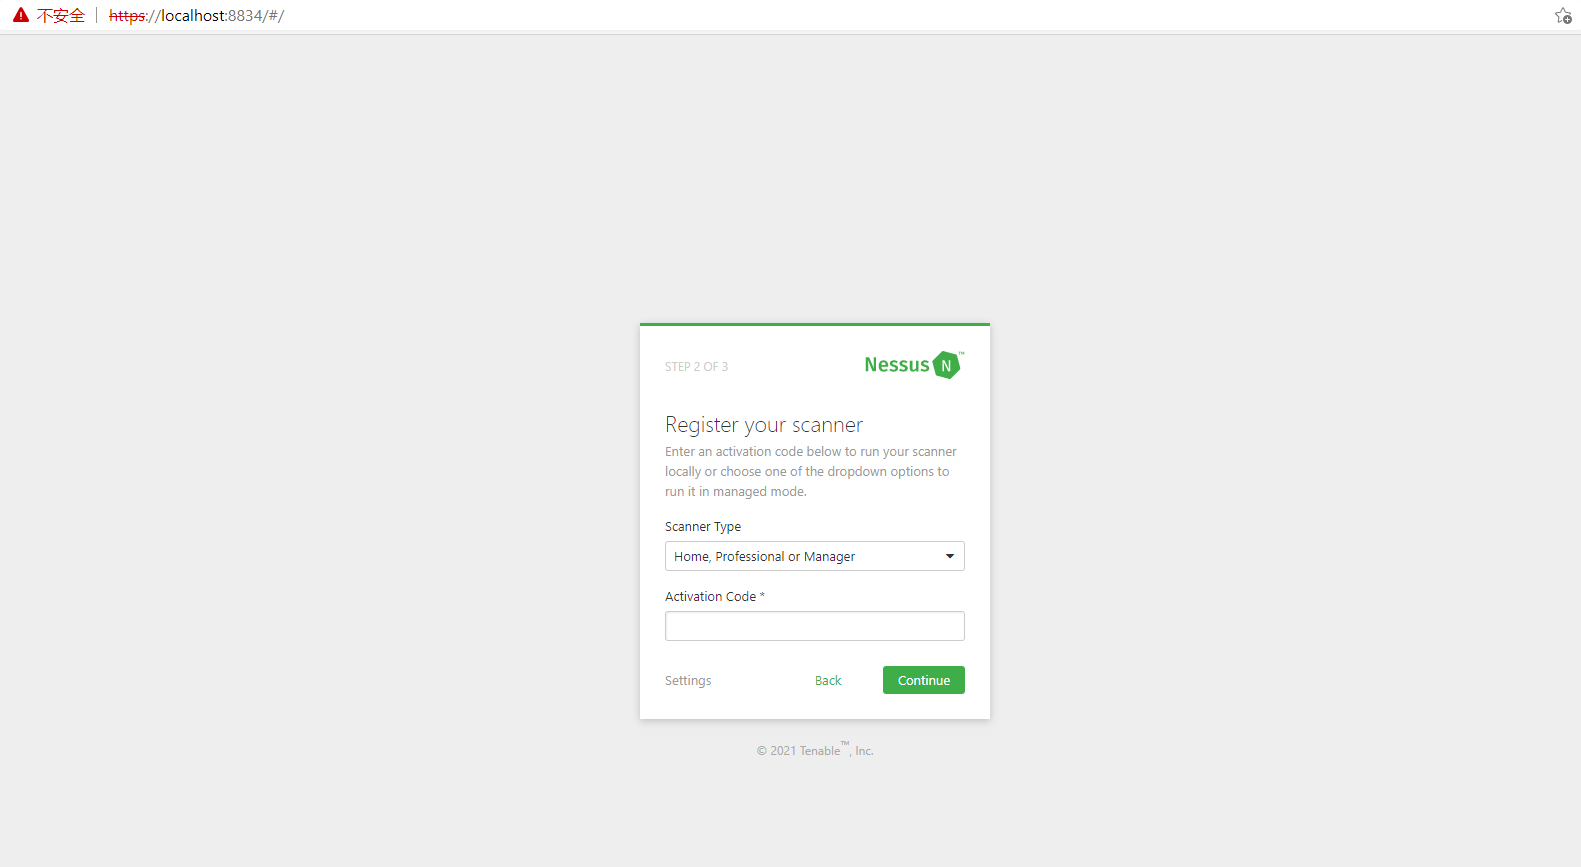 不安全 | https://localhost:8834/#/
STEP 2 OF 3
Nessus N™
Register your scanner
Enter an activation code below to run your scanner
locally or choose one of the dropdown options to
run it in managed mode.
Scanner Type
Home, Professional or Manager
Activation Code *
Settings Back Continue
© 2021 Tenable™, Inc.